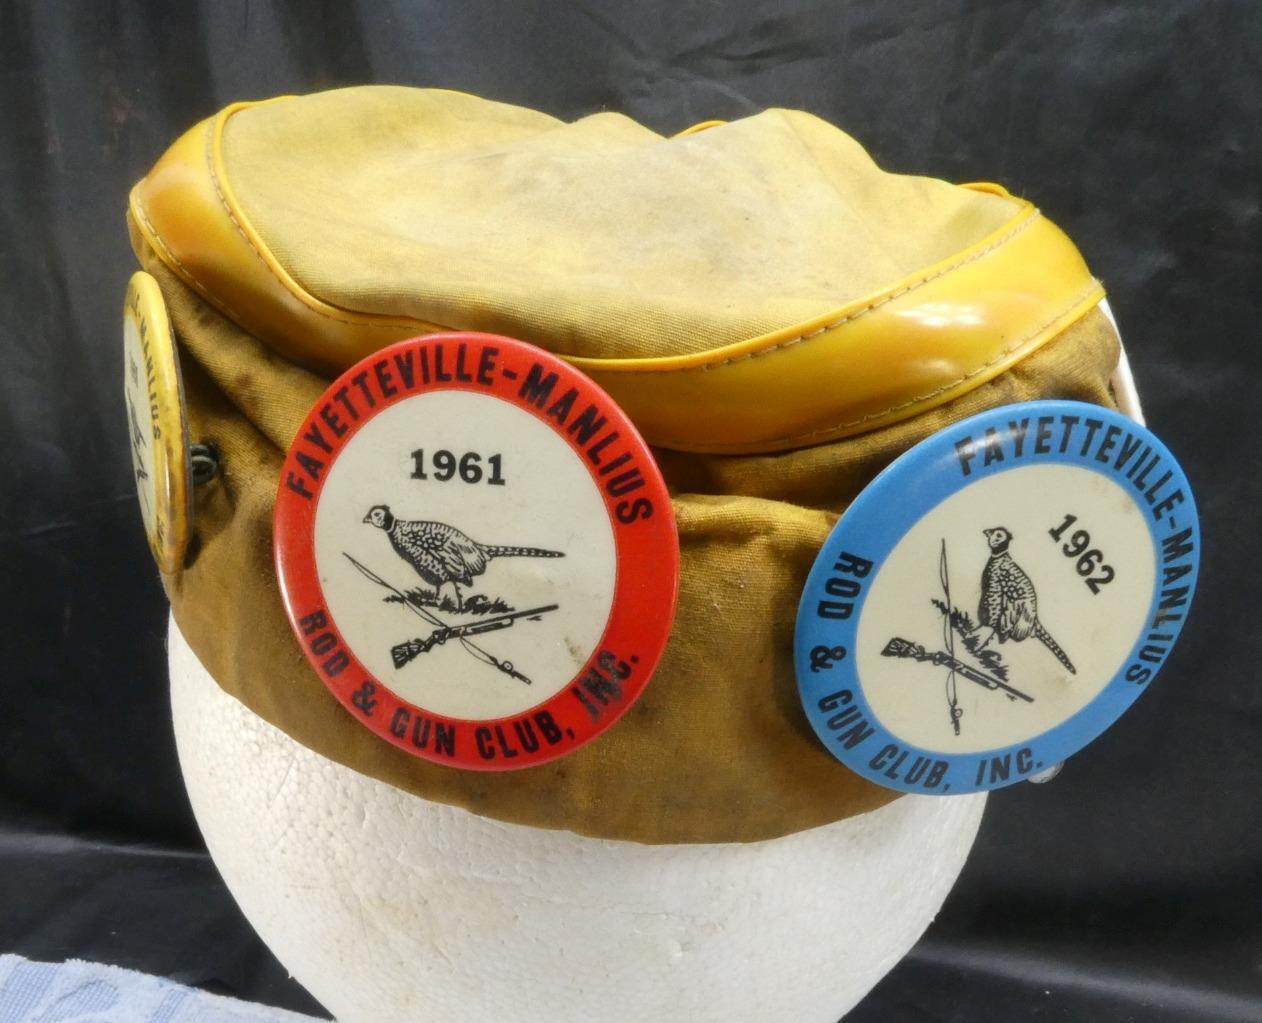 FAYETTEVILLE-MANLIUS
1961
ROD & GUN CLUB, INC.
FAYETTEVILLE-MANLIUS
1962
ROD & GUN CLUB, INC.